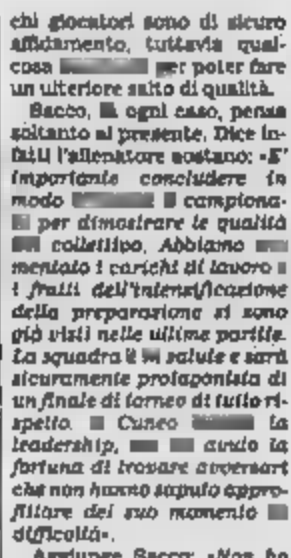 chi giocatori sono di sicuro
affidamento, tuttavia qual-
cosa per poter fare
un ulteriore salto di qualità.
Sacco, ogni caso, pensa
soltanto al presente. Dice in-
fatti l'allenatore aostano: «E'
importante concludere in
modo campiona-
per dimostrare le qualità
collettivo. Abbiamo
mentato i carichi di lavoro
i frutti dell'intensificazione
della preparazione si sono
già visti nelle ultime partite.
La squadra è salute e sarà
sicuramente protagonista di
un finale di torneo di tutto ri-
spetto. Cuneo la
leadership, avuto la
fortuna di trovare avversari
che non hanno saputo appro-
fittare del suo momento
difficoltà».
Aggiunge Sacco: «Non ho